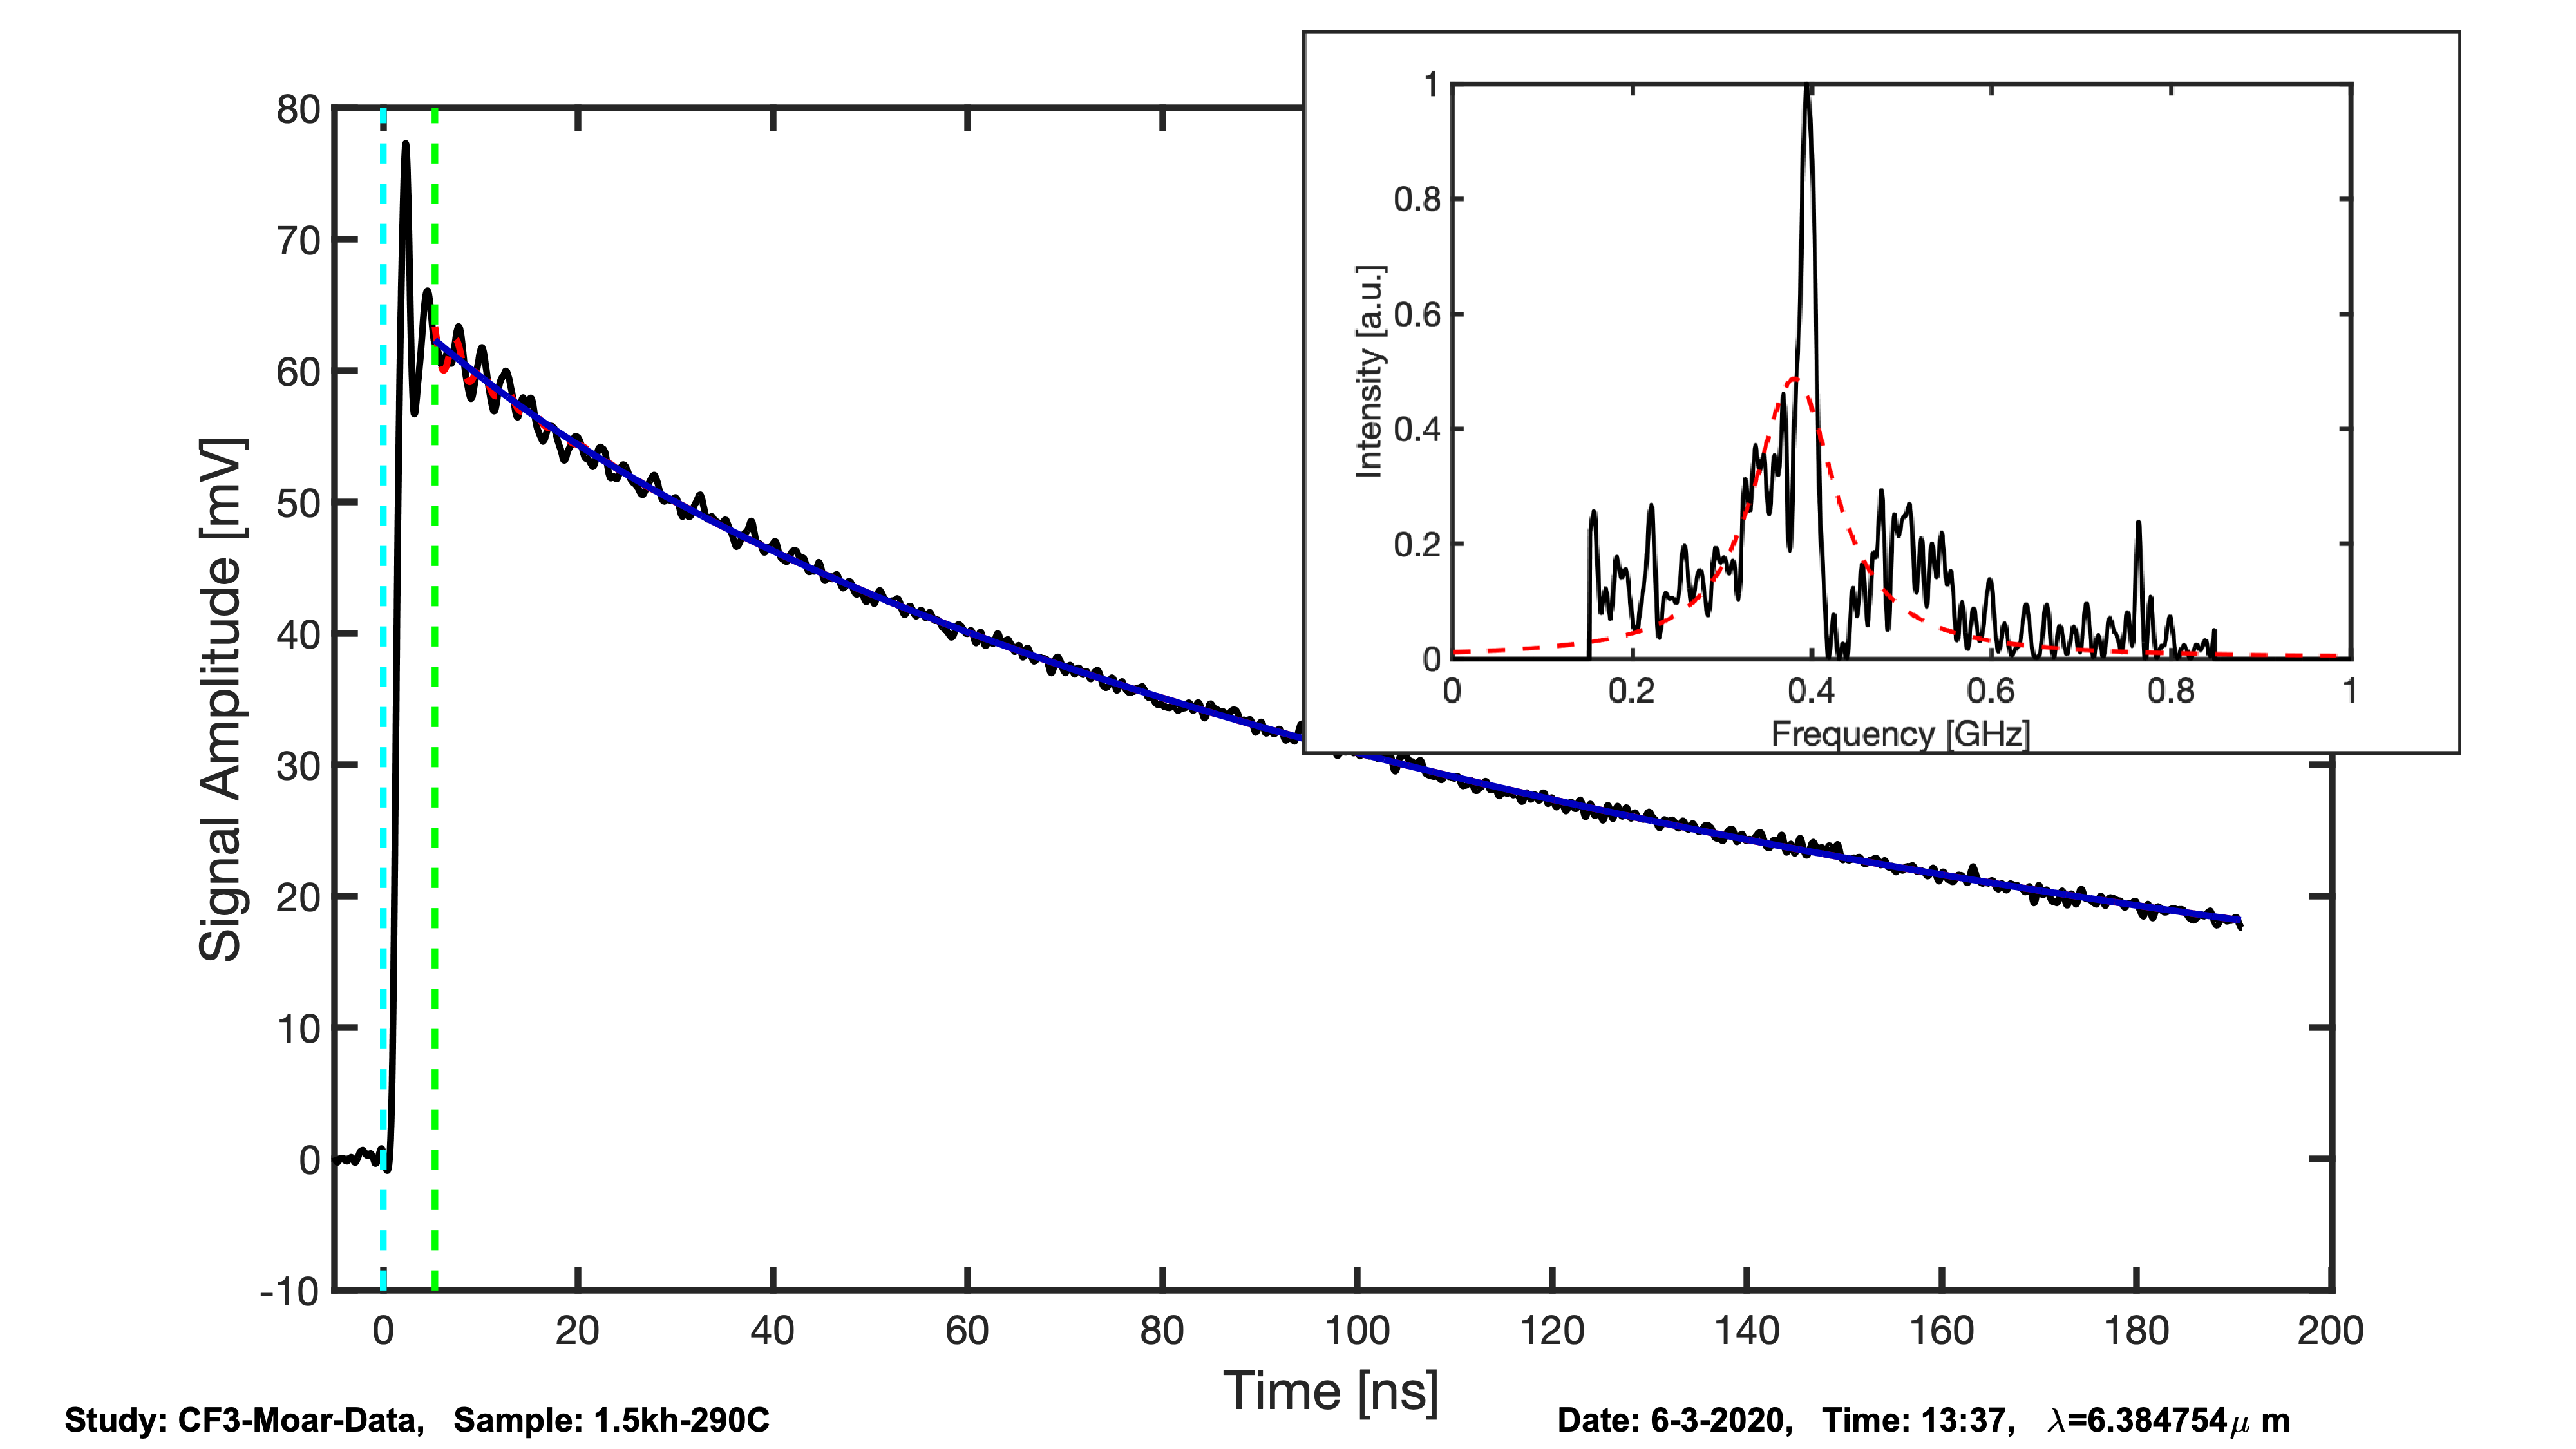 1
0.8
0.6
0.4
0.2
0
Intensity [a.u.]
0 0.2 0.4 0.6 0.8 1
Frequency [GHz]
80
70
60
50
40
30
20
10
0
-10
Signal Amplitude [mV]
0 20 40 60 80 100 120 140 160 180 200
Time [ns]
Study: CF3-Moar-Data, Sample: 1.5kh-290C
Date: 6-3-2020, Time: 13:37, λ=6.384754μ m